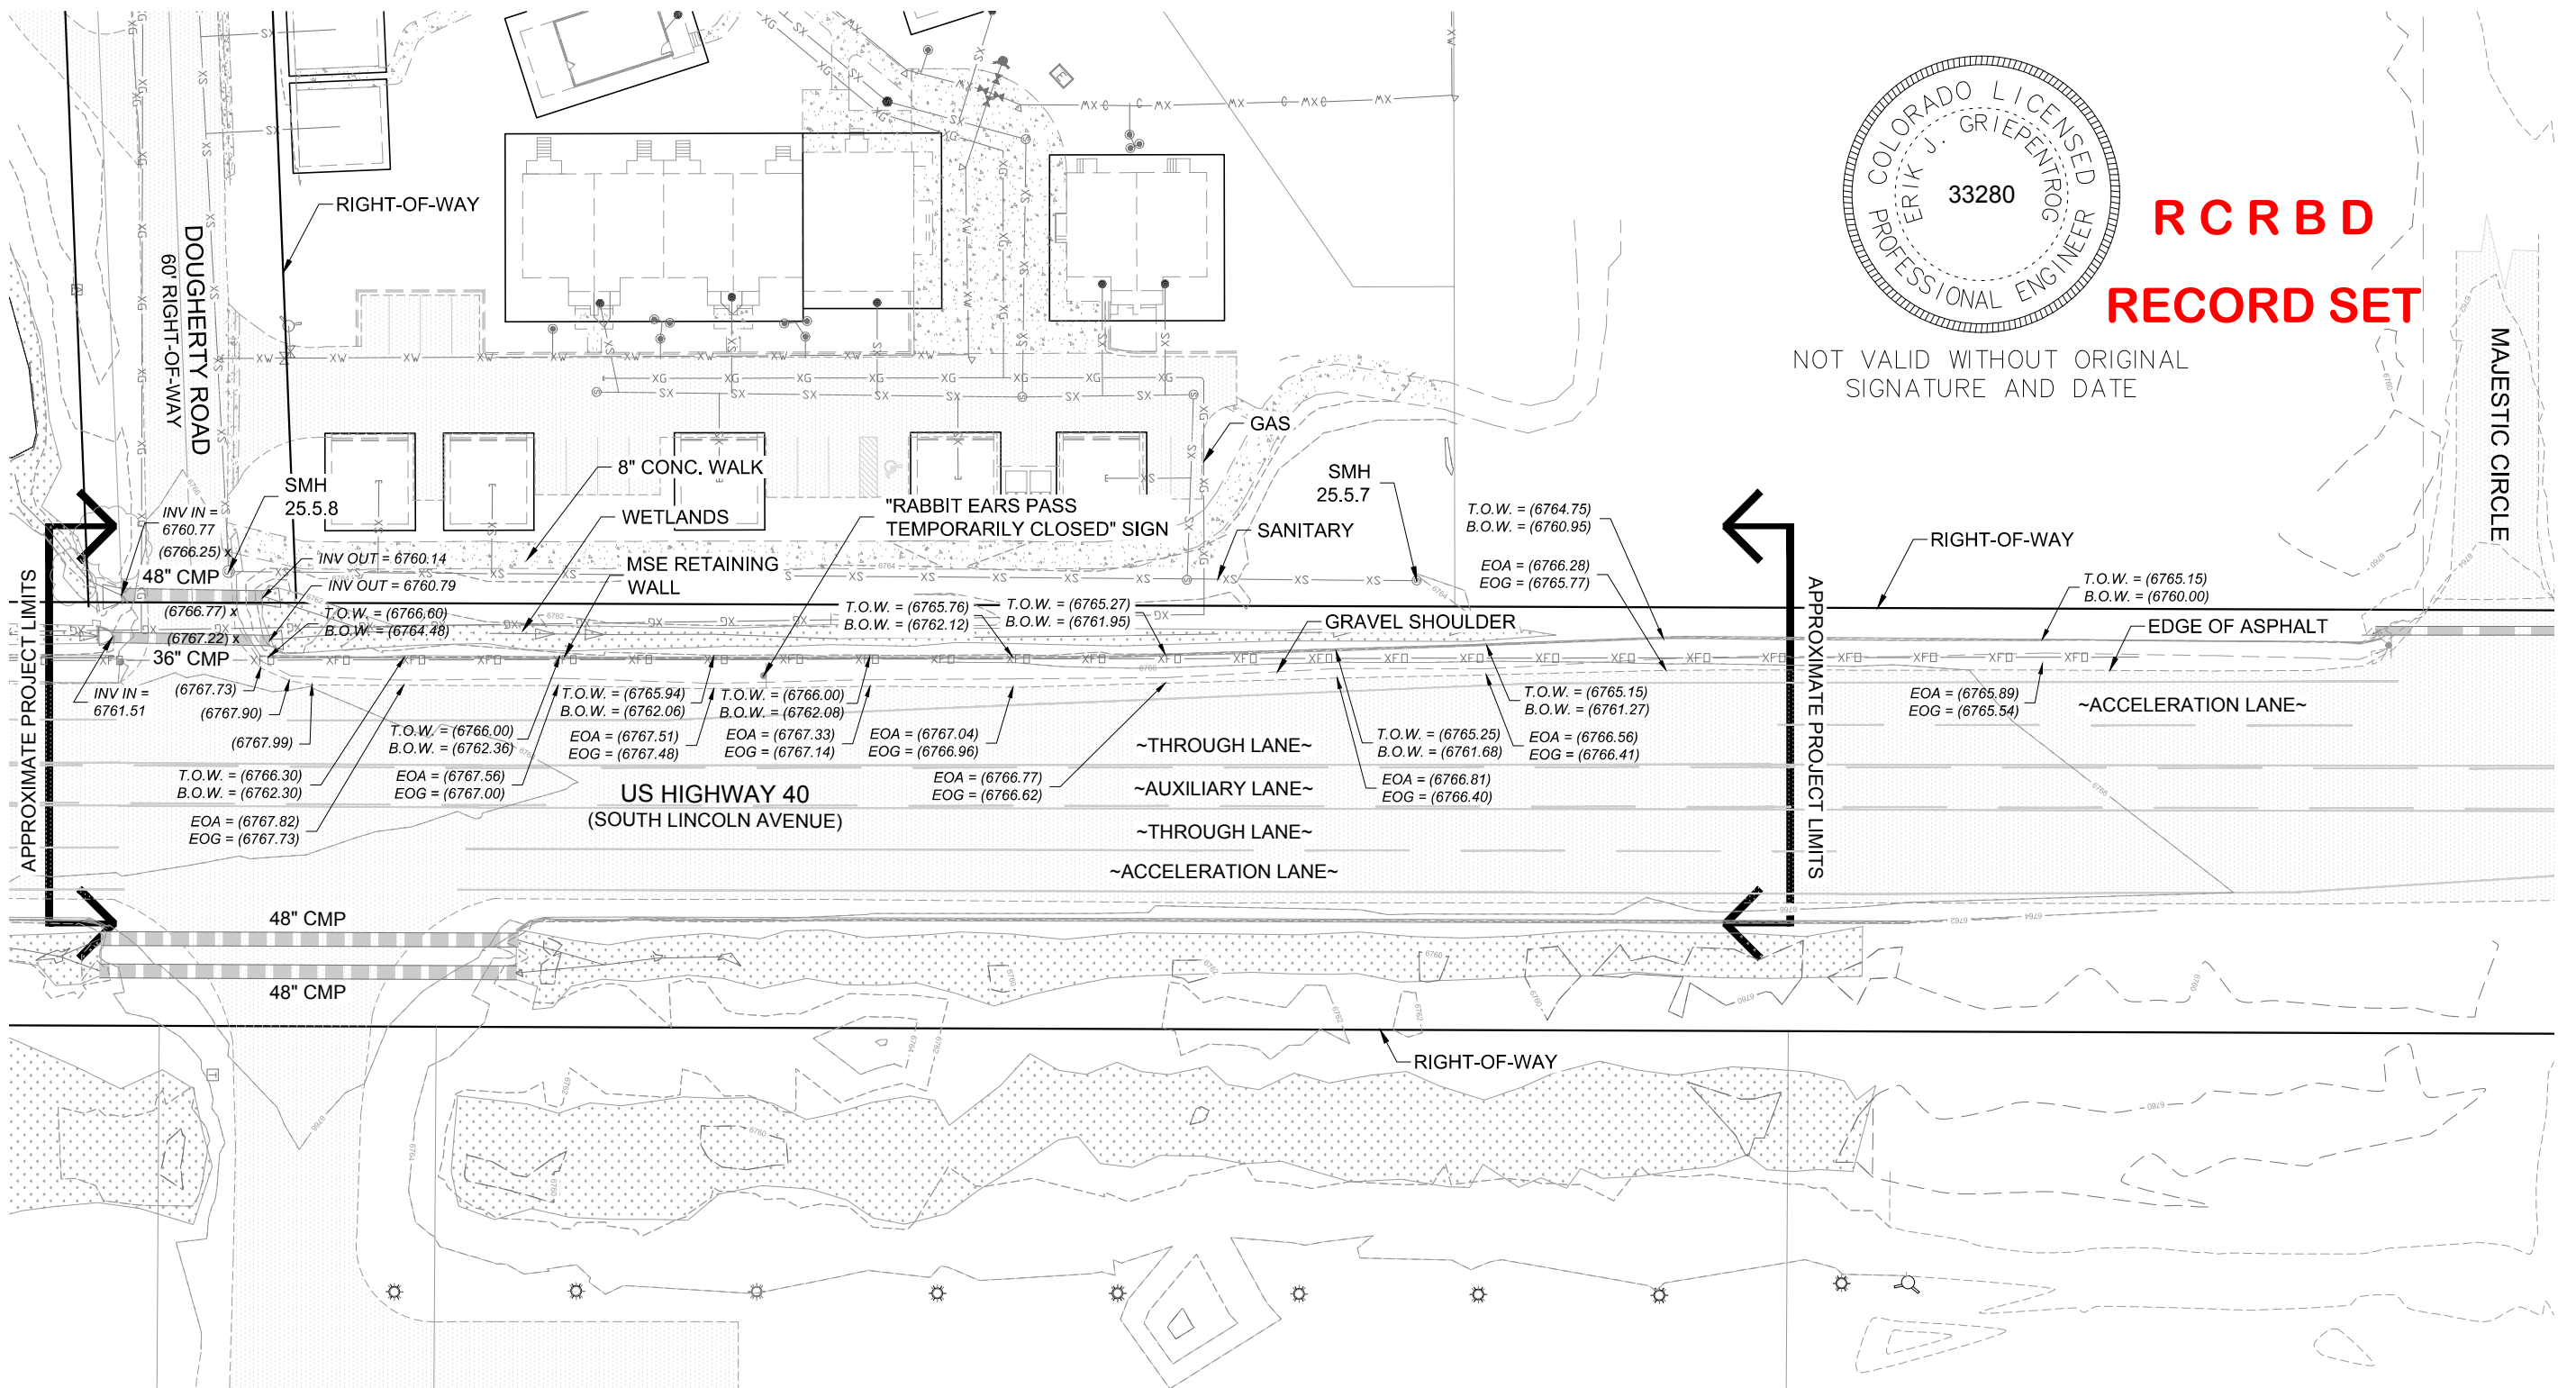 COLORADO LICENSED
PROFESSIONAL ENGINEER
ERIK J. GRIEPENTROG
33280
R C R B D
RECORD SET
NOT VALID WITHOUT ORIGINAL
SIGNATURE AND DATE
RIGHT-OF-WAY
DOUGHERTY ROAD
60' RIGHT-OF-WAY
MAJESTIC CIRCLE
GAS
SMH
25.5.8
8" CONC. WALK
WETLANDS
"RABBIT EARS PASS
TEMPORARILY CLOSED" SIGN
SMH
25.5.7
SANITARY
T.O.W. = (6764.75)
B.O.W. = (6760.95)
RIGHT-OF-WAY
INV IN =
6760.77
(6766.25) x
INV OUT = 6760.14
48" CMP
INV OUT = 6760.79
MSE RETAINING
WALL
EOA = (6766.28)
EOG = (6765.77)
T.O.W. = (6765.15)
B.O.W. = (6760.00)
(6766.77) x
T.O.W. = (6766.60)
B.O.W. = (6764.48)
T.O.W. = (6765.76)
B.O.W. = (6762.12)
T.O.W. = (6765.27)
B.O.W. = (6761.95)
GRAVEL SHOULDER
EDGE OF ASPHALT
(6767.22) x
36" CMP
INV IN =
6761.51
(6767.73)
(6767.90)
(6767.99)
T.O.W. = (6766.30)
B.O.W. = (6762.30)
EOA = (6767.82)
EOG = (6767.73)
T.O.W. = (6766.00)
B.O.W. = (6762.36)
EOA = (6767.56)
EOG = (6767.00)
T.O.W. = (6765.94)
B.O.W. = (6762.06)
EOA = (6767.51)
EOG = (6767.48)
T.O.W. = (6766.00)
B.O.W. = (6762.08)
EOA = (6767.33)
EOG = (6767.14)
EOA = (6767.04)
EOG = (6766.96)
EOA = (6766.77)
EOG = (6766.62)
T.O.W. = (6765.25)
B.O.W. = (6761.68)
EOA = (6766.81)
EOG = (6766.40)
T.O.W. = (6765.15)
B.O.W. = (6761.27)
EOA = (6766.56)
EOG = (6766.41)
EOA = (6765.89)
EOG = (6765.54)
~ACCELERATION LANE~
~THROUGH LANE~
~AUXILIARY LANE~
~THROUGH LANE~
~ACCELERATION LANE~
US HIGHWAY 40
(SOUTH LINCOLN AVENUE)
APPROXIMATE PROJECT LIMITS
APPROXIMATE PROJECT LIMITS
48" CMP
48" CMP
RIGHT-OF-WAY